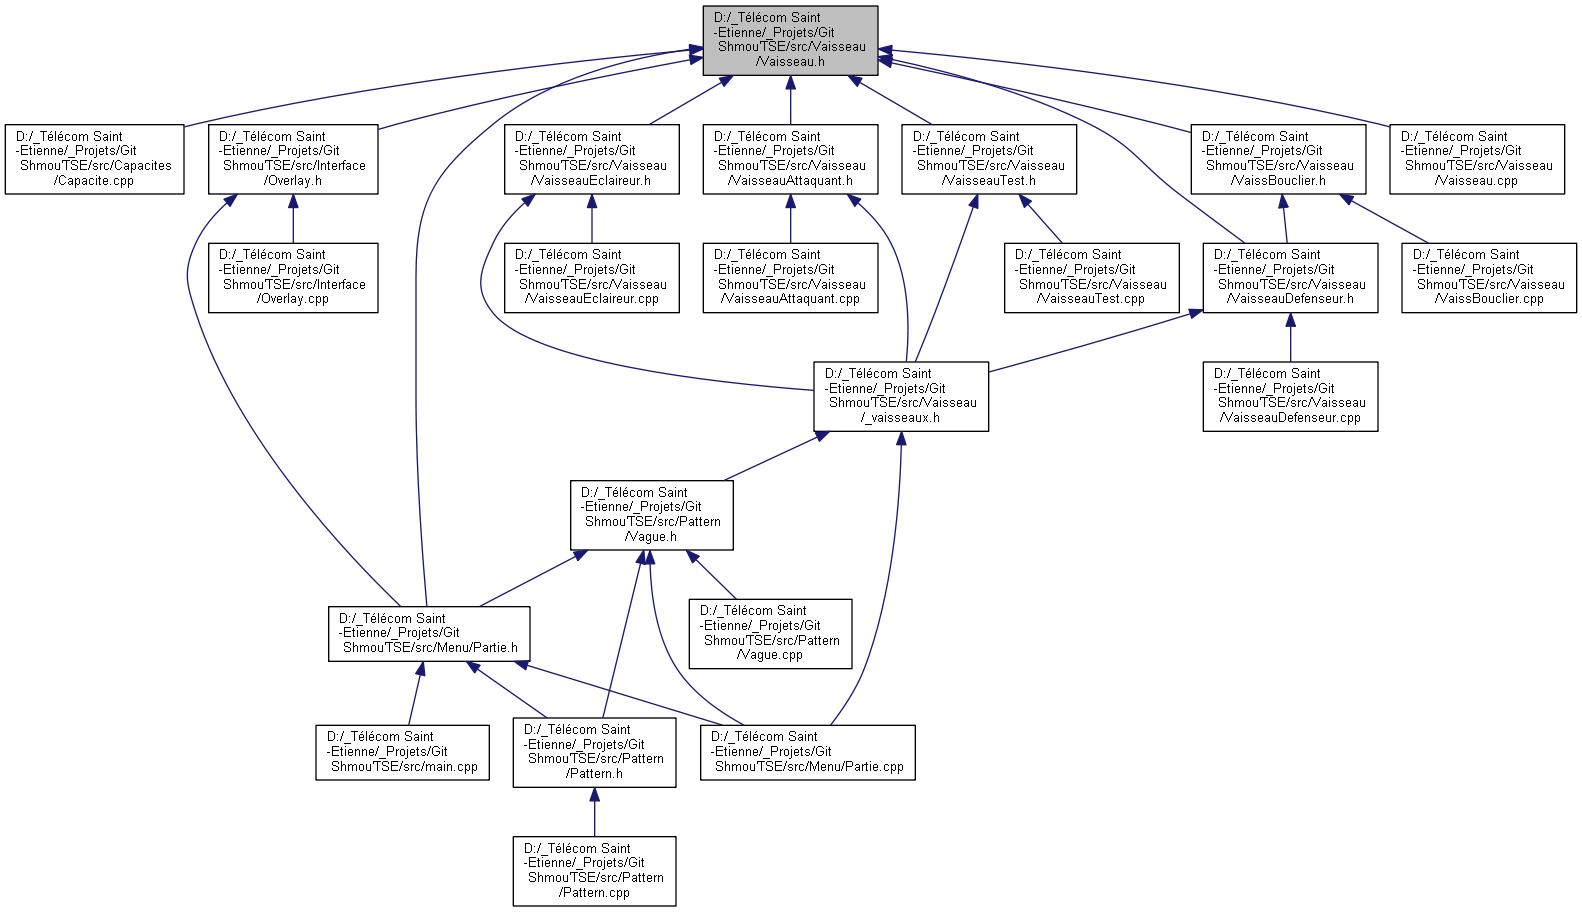 D:/_Télécom Saint
-Etienne/_Projets/Git
ShmouTSE/src/Vaisseau
/Vaisseau.h
D:/_Télécom Saint
-Etienne/_Projets/Git
ShmouTSE/src/Capacites
/Capacite.cpp
D:/_Télécom Saint
-Etienne/_Projets/Git
ShmouTSE/src/Interface
/Overlay.h
D:/_Télécom Saint
-Etienne/_Projets/Git
ShmouTSE/src/Vaisseau
/VaisseauEclaireur.h
D:/_Télécom Saint
-Etienne/_Projets/Git
ShmouTSE/src/Vaisseau
/VaisseauAttaquant.h
D:/_Télécom Saint
-Etienne/_Projets/Git
ShmouTSE/src/Vaisseau
/VaisseauTest.h
D:/_Télécom Saint
-Etienne/_Projets/Git
ShmouTSE/src/Vaisseau
/VaissBouclier.h
D:/_Télécom Saint
-Etienne/_Projets/Git
ShmouTSE/src/Vaisseau
/Vaisseau.cpp
D:/_Télécom Saint
-Etienne/_Projets/Git
ShmouTSE/src/Interface
/Overlay.cpp
D:/_Télécom Saint
-Etienne/_Projets/Git
ShmouTSE/src/Vaisseau
/VaisseauEclaireur.cpp
D:/_Télécom Saint
-Etienne/_Projets/Git
ShmouTSE/src/Vaisseau
/VaisseauAttaquant.cpp
D:/_Télécom Saint
-Etienne/_Projets/Git
ShmouTSE/src/Vaisseau
/VaisseauTest.cpp
D:/_Télécom Saint
-Etienne/_Projets/Git
ShmouTSE/src/Vaisseau
/VaisseauDefenseur.h
D:/_Télécom Saint
-Etienne/_Projets/Git
ShmouTSE/src/Vaisseau
/VaissBouclier.cpp
D:/_Télécom Saint
-Etienne/_Projets/Git
ShmouTSE/src/Vaisseau
/_vaisseaux.h
D:/_Télécom Saint
-Etienne/_Projets/Git
ShmouTSE/src/Vaisseau
/VaisseauDefenseur.cpp
D:/_Télécom Saint
-Etienne/_Projets/Git
ShmouTSE/src/Pattern
/Vague.h
D:/_Télécom Saint
-Etienne/_Projets/Git
ShmouTSE/src/Menu/Partie.h
D:/_Télécom Saint
-Etienne/_Projets/Git
ShmouTSE/src/Pattern
/Vague.cpp
D:/_Télécom Saint
-Etienne/_Projets/Git
ShmouTSE/src/main.cpp
D:/_Télécom Saint
-Etienne/_Projets/Git
ShmouTSE/src/Pattern
/Pattern.h
D:/_Télécom Saint
-Etienne/_Projets/Git
ShmouTSE/src/Menu/Partie.cpp
D:/_Télécom Saint
-Etienne/_Projets/Git
ShmouTSE/src/Pattern
/Pattern.cpp